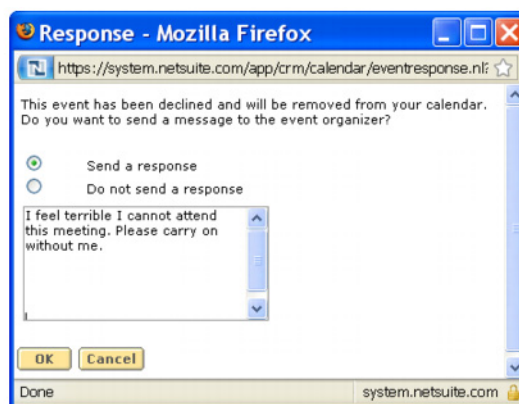 Response - Mozilla Firefox
N https://system.netsuite.com/app/crm/calendar/eventresponse.nl?
This event has been declined and will be removed from your calendar.
Do you want to send a message to the event organizer?
Send a response
Do not send a response
I feel terrible I cannot attend
this meeting. Please carry on
without me.
OK Cancel
Done system.netsuite.com